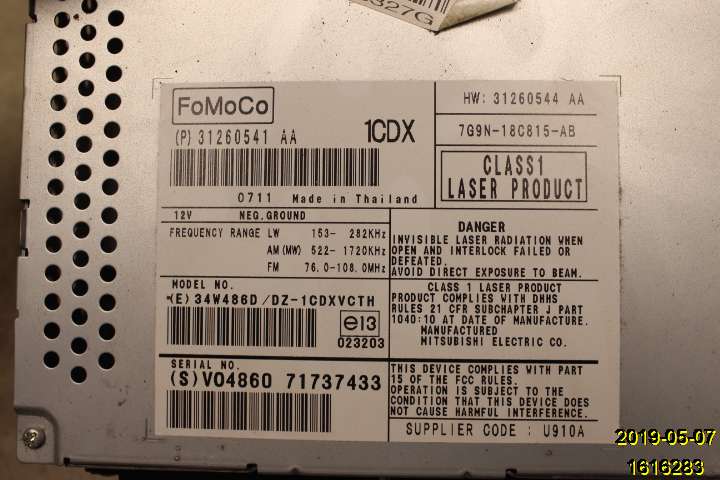 327G
FoMoCo
(P) 31260541 AA
1CDX
HW: 31260544 AA
7G9N-18C815-AB
CLASS1
LASER PRODUCT
0711 Made in Thailand
12V NEG.GROUND
FREQUENCY RANGE LW 153- 282KHz
AM(MW) 522- 1720KHz
FM 76.0-108.0MHz
DANGER
INVISIBLE LASER RADIATION WHEN
OPEN AND INTERLOCK FAILED OR
DEFEATED.
AVOID DIRECT EXPOSURE TO BEAM.
MODEL NO.
(E) 34W486D/DZ-1CDXVCTH
e13
023203
CLASS 1 LASER PRODUCT
PRODUCT COMPLIES WITH DHHS
RULES 21 CFR SUBCHAPTER J PART
1040:10 AT DATE OF MANUFACTURE.
MANUFACTURED
MITSUBISHI ELECTRIC CO.
SERIAL NO.
(S)VO4860 71737433
THIS DEVICE COMPLIES WITH PART
15 OF THE FCC RULES.
OPERATION IS SUBJECT TO THE
CONDITION THAT THIS DEVICE DOES
NOT CAUSE HARMFUL INTERFERENCE.
SUPPLIER CODE : U910A
2019-05-07
1616283